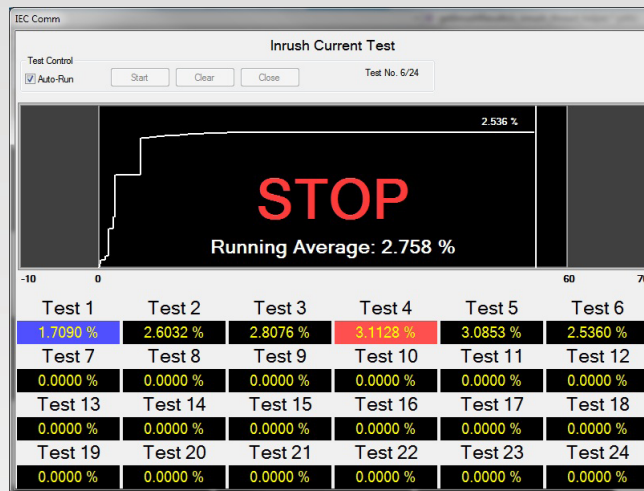 IEC Comm
Inrush Current Test
Test Control
Auto-Run
Start
Clear
Close
Test No. 6/24
2.536 %
STOP
Running Average: 2.758 %
-10
0
60
Test 1 Test 2 Test 3 Test 4 Test 5 Test 6
1.7090 % 2.6032 % 2.8076 % 3.1128 % 3.0853 % 2.5360 %
Test 7 Test 8 Test 9 Test 10 Test 11 Test 12
0.0000 % 0.0000 % 0.0000 % 0.0000 % 0.0000 % 0.0000 %
Test 13 Test 14 Test 15 Test 16 Test 17 Test 18
0.0000 % 0.0000 % 0.0000 % 0.0000 % 0.0000 % 0.0000 %
Test 19 Test 20 Test 21 Test 22 Test 23 Test 24
0.0000 % 0.0000 % 0.0000 % 0.0000 % 0.0000 % 0.0000 %